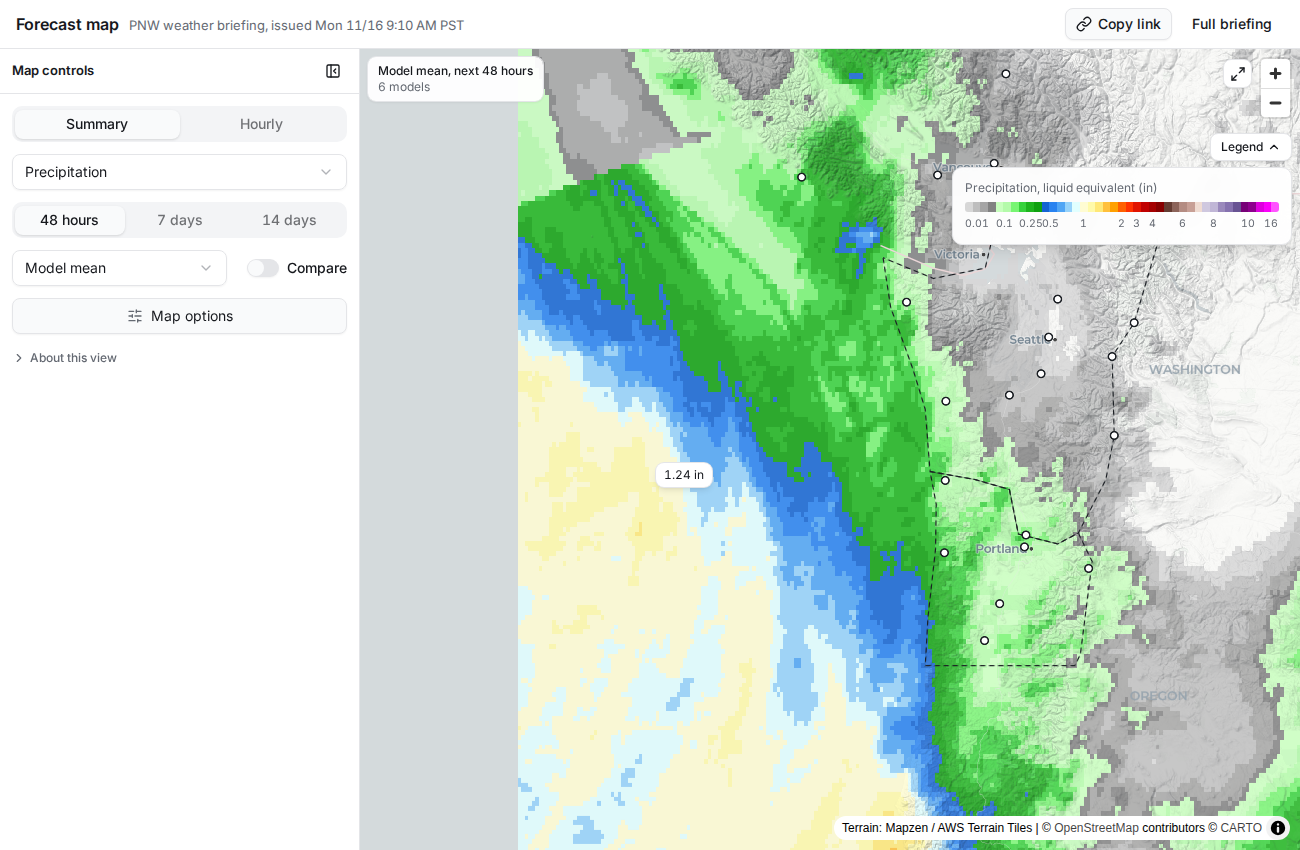 Forecast map PNW weather briefing, issued Mon 11/16 9:10 AM PST
Copy link
Full briefing
Map controls
Summary
Hourly
Precipitation
48 hours
7 days
14 days
Model mean
Compare
Map options
About this view
Model mean, next 48 hours
6 models
Legend
Precipitation, liquid equivalent (in)
0.01 0.1 0.25 0.5 1 2 3 4 6 8 10 16
Vancouver
Victoria
Seattle
WASHINGTON
1.24 in
Portland
OREGON
Terrain: Mapzen / AWS Terrain Tiles | © OpenStreetMap contributors © CARTO